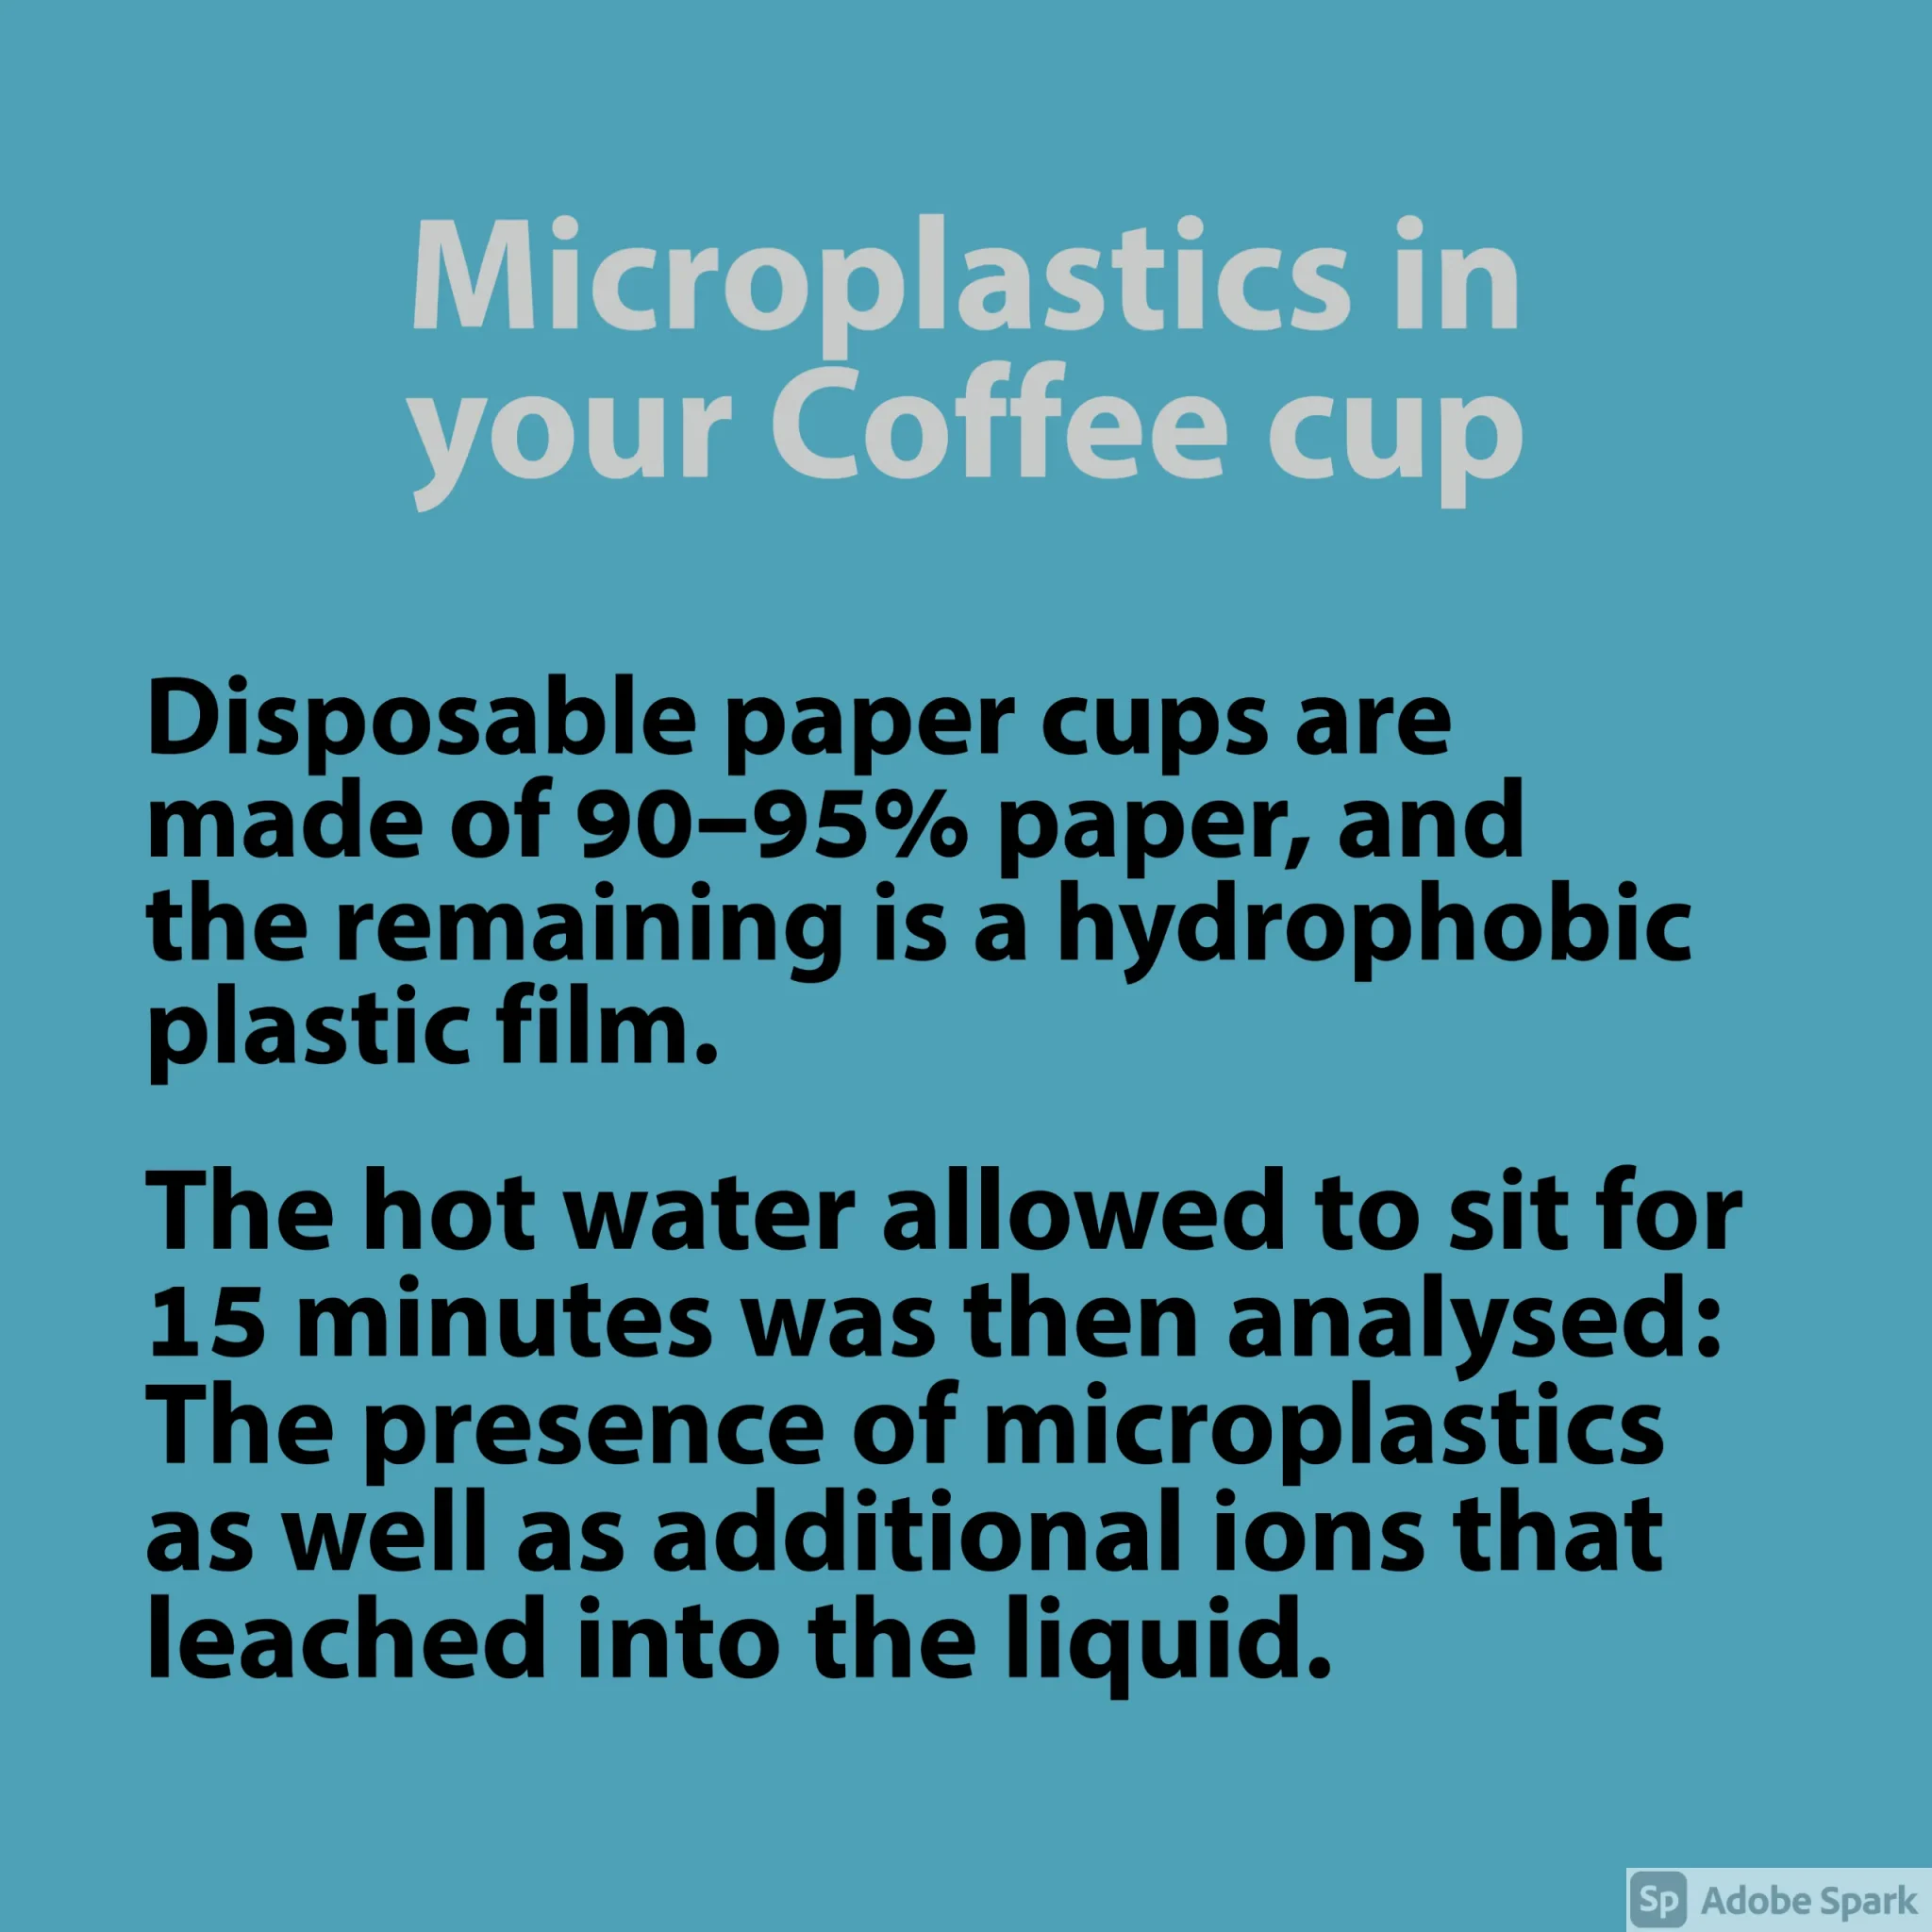 Microplastics in
your Coffee cup
Disposable paper cups are
made of 90–95% paper, and
the remaining is a hydrophobic
plastic film.
The hot water allowed to sit for
15 minutes was then analysed:
The presence of microplastics
as well as additional ions that
leached into the liquid.
Sp Adobe Spark